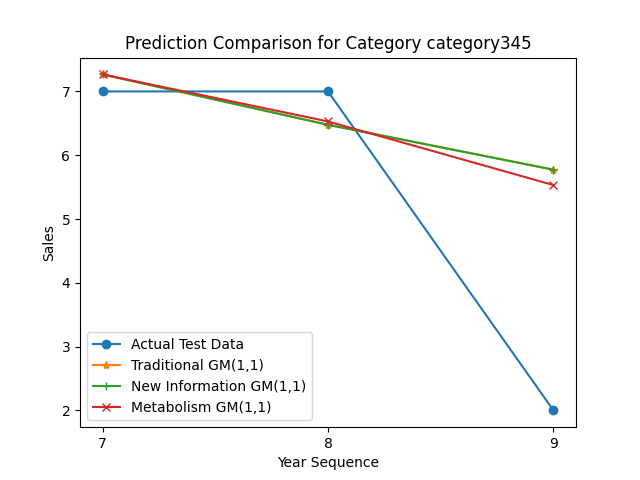 Prediction Comparison for Category category345
7
6
5
4
3
2
Sales
Actual Test Data
Traditional GM(1,1)
New Information GM(1,1)
Metabolism GM(1,1)
7 8 9
Year Sequence